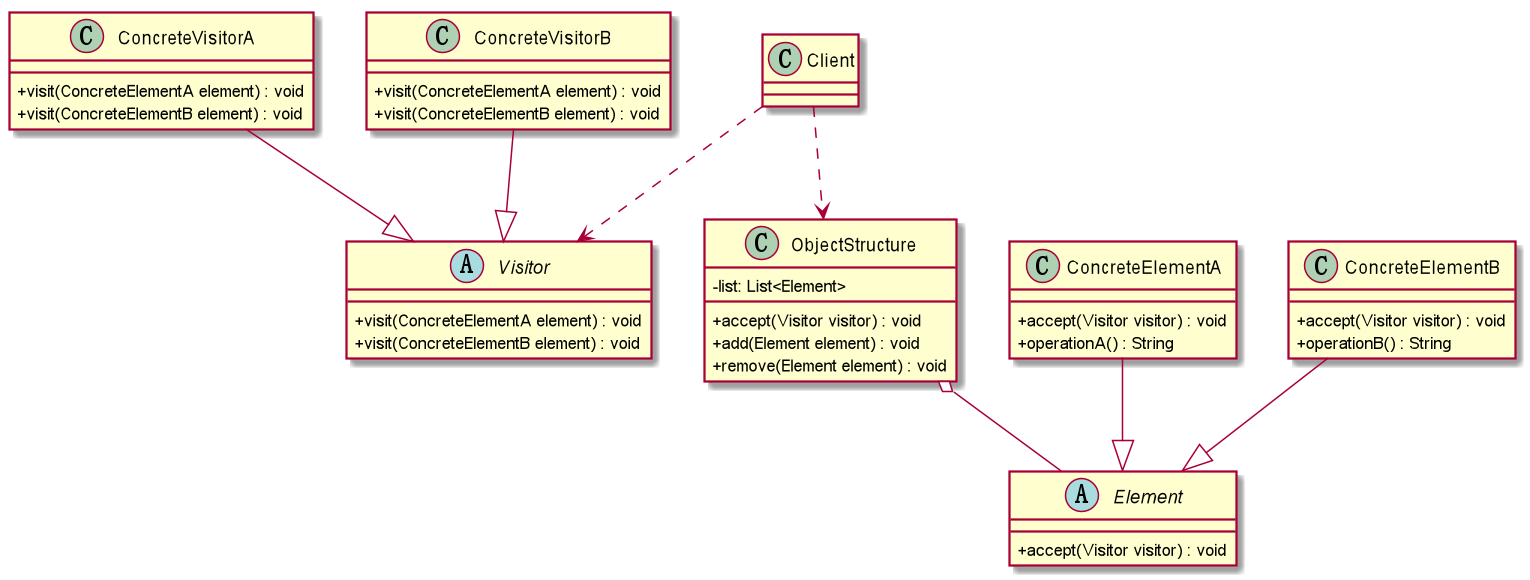 C ConcreteVisitorA
+visit(ConcreteElementA element) : void
+visit(ConcreteElementB element) : void
C ConcreteVisitorB
+visit(ConcreteElementA element) : void
+visit(ConcreteElementB element) : void
C Client
A Visitor
+visit(ConcreteElementA element) : void
+visit(ConcreteElementB element) : void
C ObjectStructure
-list: List<Element>
+accept(Visitor visitor) : void
+add(Element element) : void
+remove(Element element) : void
C ConcreteElementA
+accept(Visitor visitor) : void
+operationA() : String
C ConcreteElementB
+accept(Visitor visitor) : void
+operationB() : String
A Element
+accept(Visitor visitor) : void